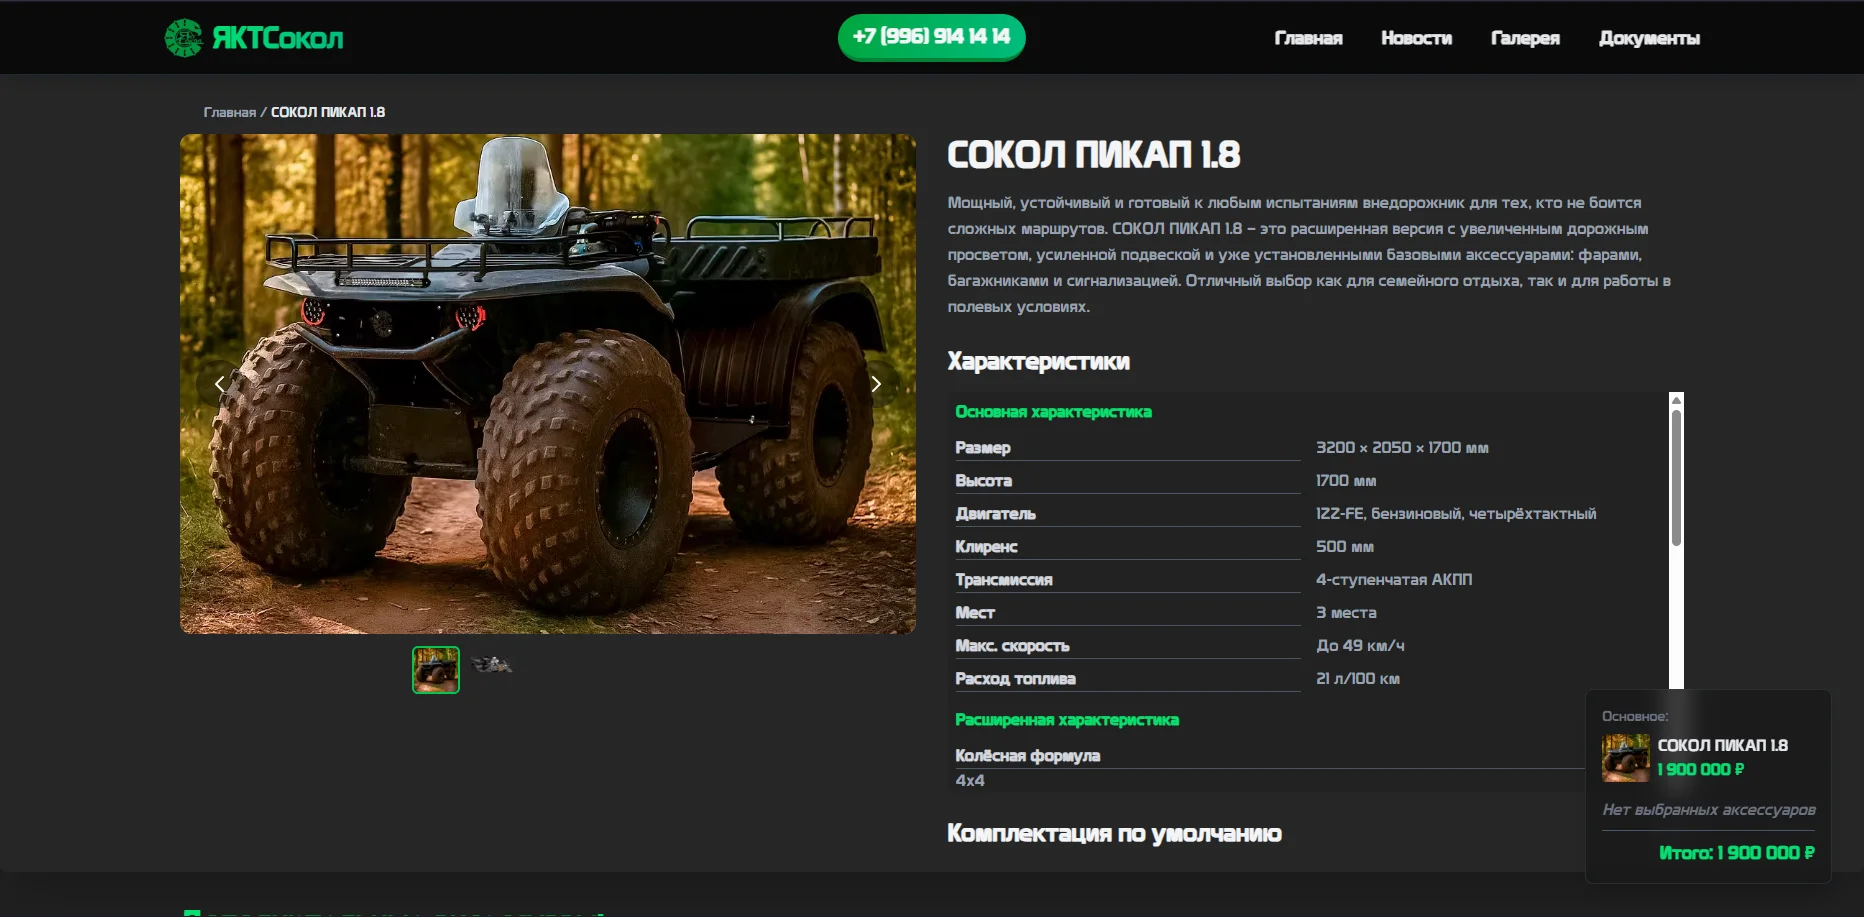 ЯКТСокол
+7 (996) 914 14 14
Главная
Новости
Галерея
Документы
Главная / СОКОЛ ПИКАП 1.8
СОКОЛ ПИКАП 1.8
Мощный, устойчивый и готовый к любым испытаниям внедорожник для тех, кто не боится
сложных маршрутов. СОКОЛ ПИКАП 1.8 – это расширенная версия с увеличенным дорожным
просветом, усиленной подвеской и уже установленными базовыми аксессуарами: фарами,
багажниками и сигнализацией. Отличный выбор как для семейного отдыха, так и для работы в
полевых условиях.
Характеристики
Основная характеристика
Размер 3200 × 2050 × 1700 мм
Высота 1700 мм
Двигатель 1ZZ-FE, бензиновый, четырёхтактный
Клиренс 500 мм
Трансмиссия 4-ступенчатая АКПП
Мест 3 места
Макс. скорость До 49 км/ч
Расход топлива 21 л/100 км
Расширенная характеристика
Колёсная формула
4x4
Комплектация по умолчанию
Основное:
СОКОЛ ПИКАП 1.8
1 900 000 ₽
Нет выбранных аксессуаров
Итого: 1 900 000 ₽